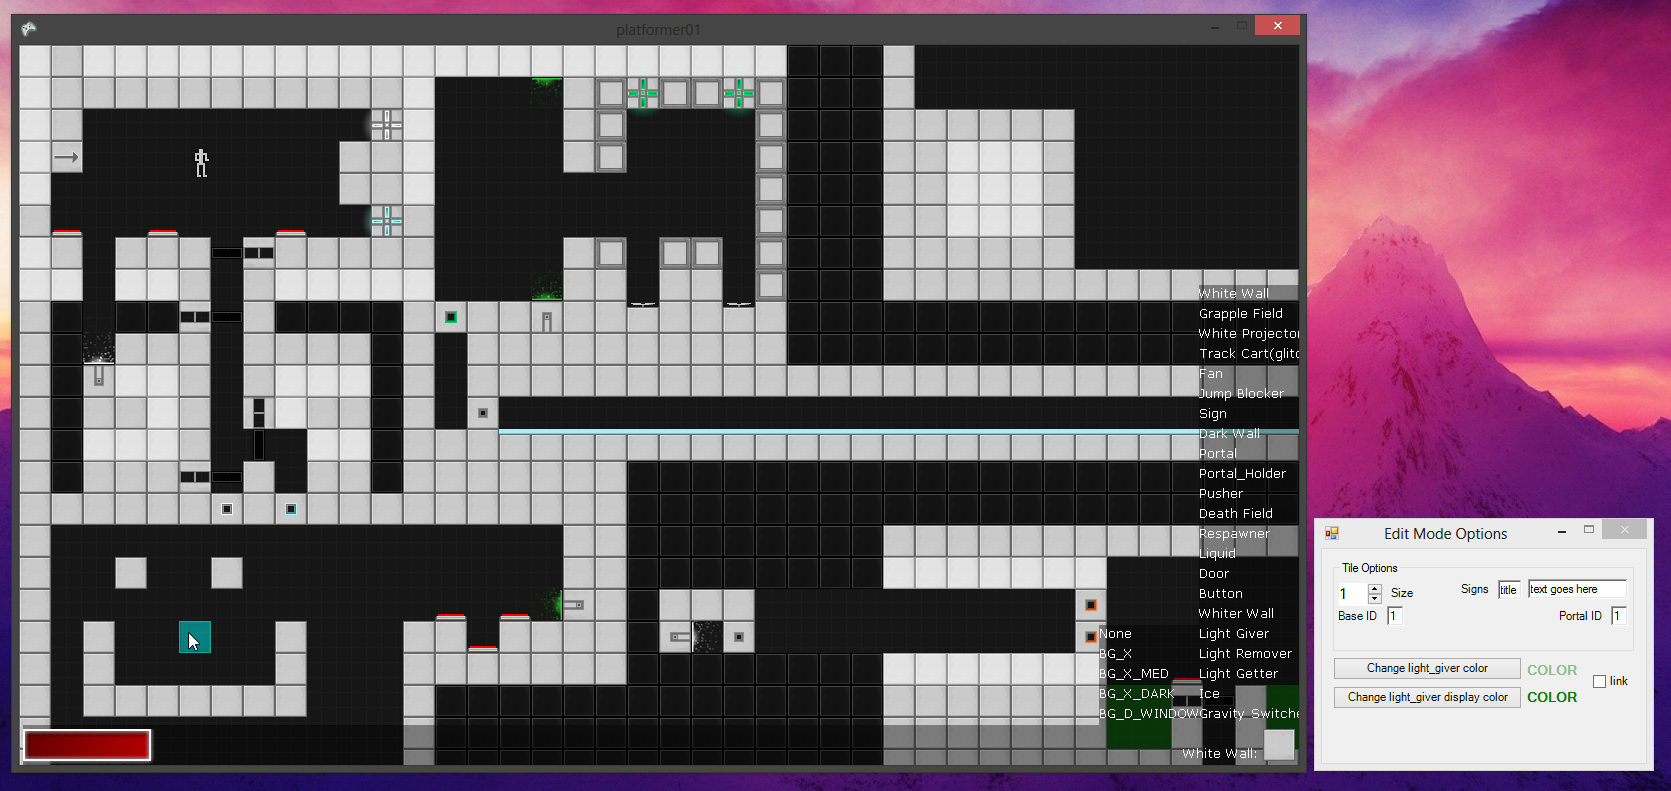 platformer01
White Wall
Grapple Field
White Projector
Track Cart(glitc
Fan
Jump Blocker
Sign
Dark Wall
Portal
Portal_Holder
Pusher
Death Field
Respawner
Liquid
Door
Button
Whiter Wall
None
Light Giver
BG_X
Light Remover
BG_X_MED
Light Getter
BG_X_DARK
Ice
BG_D_WINDOW
Gravity Switche
White Wall:
Edit Mode Options
Tile Options
1
Size
Signs
title
text goes here
Base ID
1
Portal ID
1
Change light_giver color
COLOR
link
Change light_giver display color
COLOR